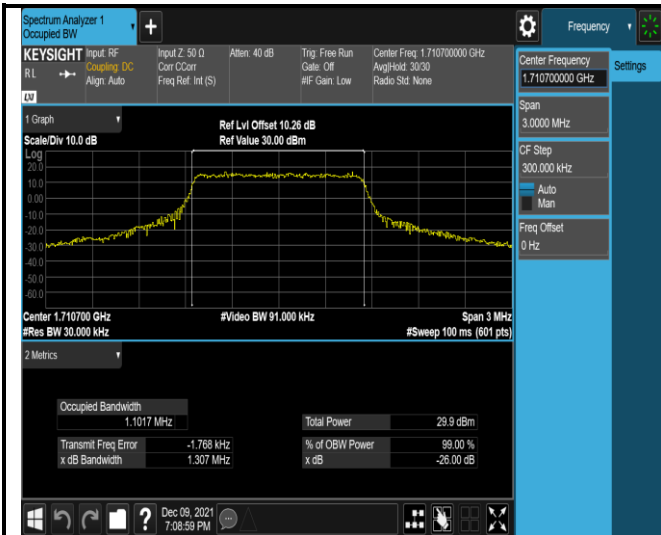 Spectrum Analyzer 1
Occupied BW
+
Frequency
KEYSIGHT
RL
LXI
Input: RF
Coupling: DC
Align: Auto
Input Z: 50 Ω
Corr CCorr
Freq Ref: Int (S)
Atten: 40 dB
Trig: Free Run
Gate: Off
#IF Gain: Low
Center Freq: 1.710700000 GHz
Avg|Hold: 30/30
Radio Std: None
Center Frequency
1.710700000 GHz
Settings
Span
3.0000 MHz
CF Step
300.000 kHz
Auto
Man
Freq Offset
0 Hz
1 Graph
Scale/Div 10.0 dB
Ref Lvl Offset 10.26 dB
Ref Value 30.00 dBm
Log
20.0
10.0
0.00
-10.0
-20.0
-30.0
-40.0
-50.0
-60.0
Center 1.710700 GHz
#Video BW 91.000 kHz
Span 3 MHz
#Res BW 30.000 kHz
#Sweep 100 ms (601 pts)
2 Metrics
Occupied Bandwidth
1.1017 MHz
Total Power 29.9 dBm
Transmit Freq Error -1.768 kHz
% of OBW Power 99.00 %
x dB Bandwidth 1.307 MHz
x dB -26.00 dB
?
Dec 09, 2021
7:08:59 PM